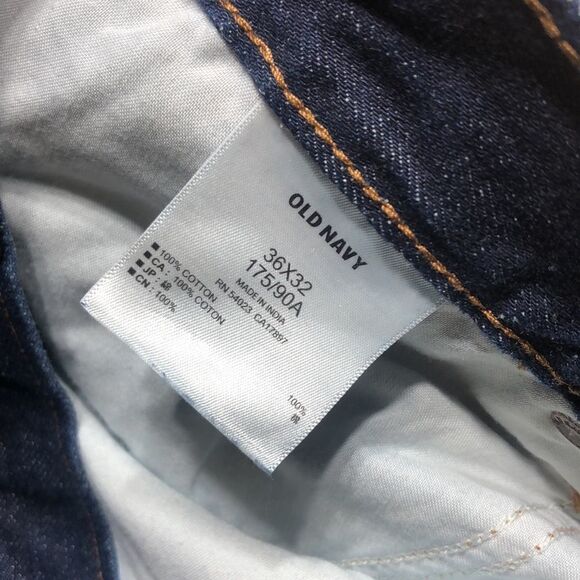 OLD NAVY
36X32
175/90A
MADE IN INDIA
RN 54023 CA17897
100% COTTON
CA: 100% COTON
JP: 綿
CN: 100%
100%
棉